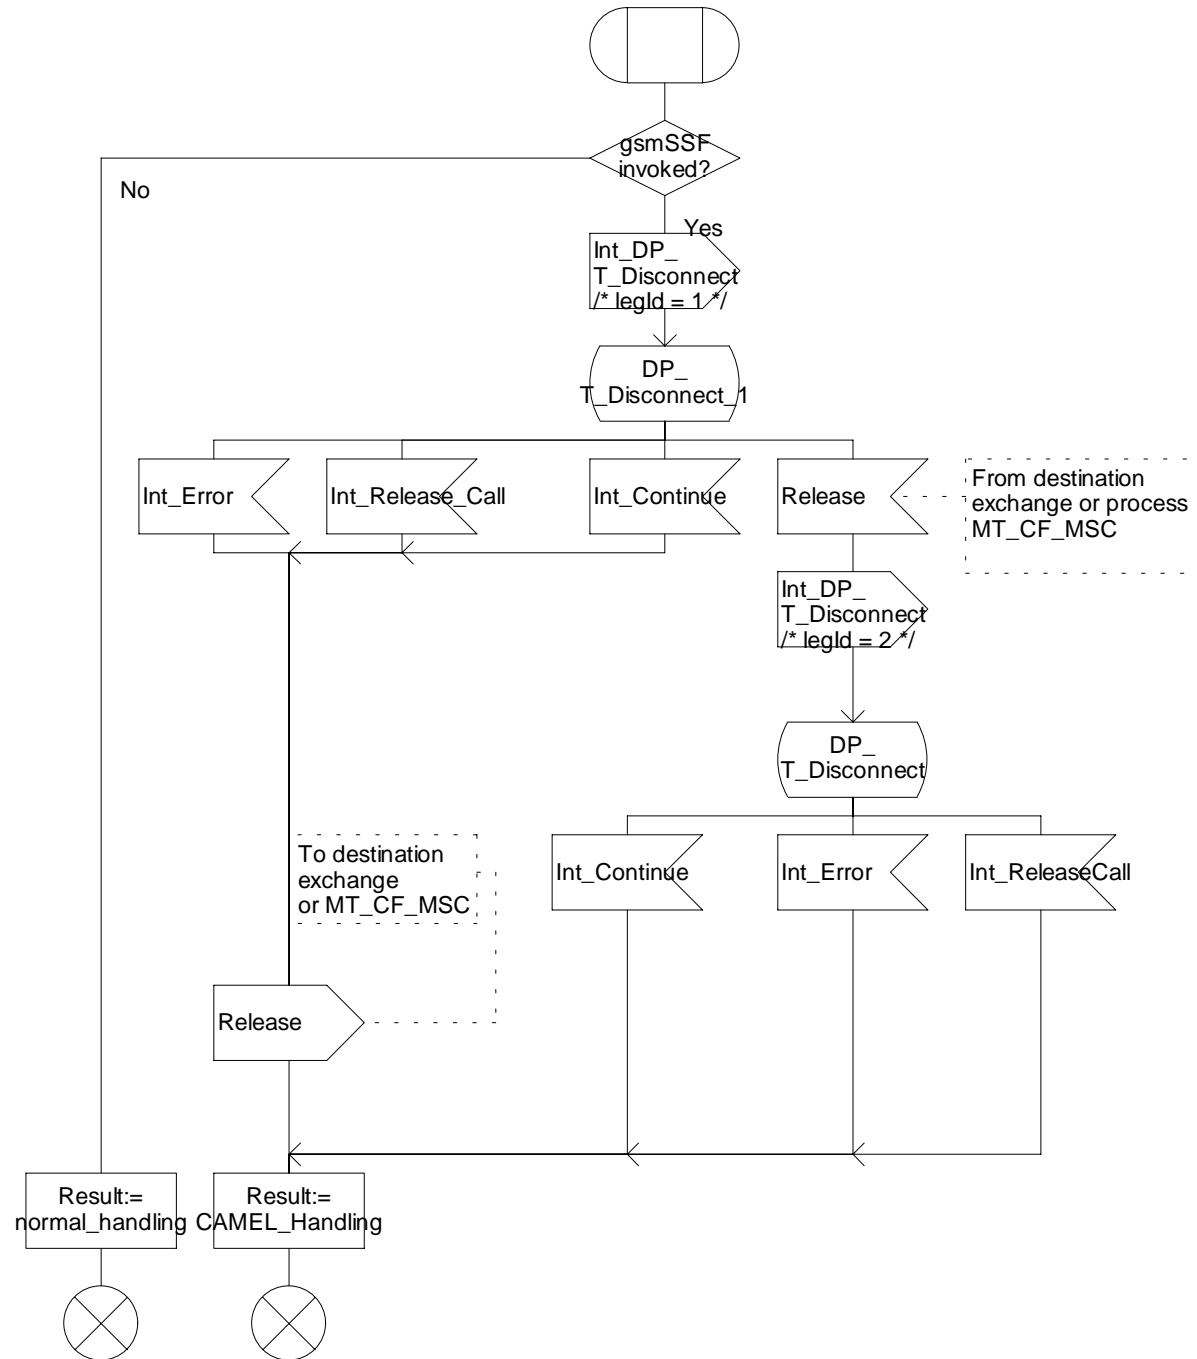 gsmSSF
invoked?
No
Yes
Int_DP_
T_Disconnect
/* legId = 1 */
DP_
T_Disconnect_1
Int_Error
Int_Release_Call
Int_Continue
Release
From destination
exchange or process
MT_CF_MSC
Int_DP_
T_Disconnect
/* legId = 2 */
DP_
T_Disconnect
To destination
exchange
or MT_CF_MSC
Int_Continue
Int_Error
Int_ReleaseCall
Release
Result:=
normal_handling
Result:=
CAMEL_Handling